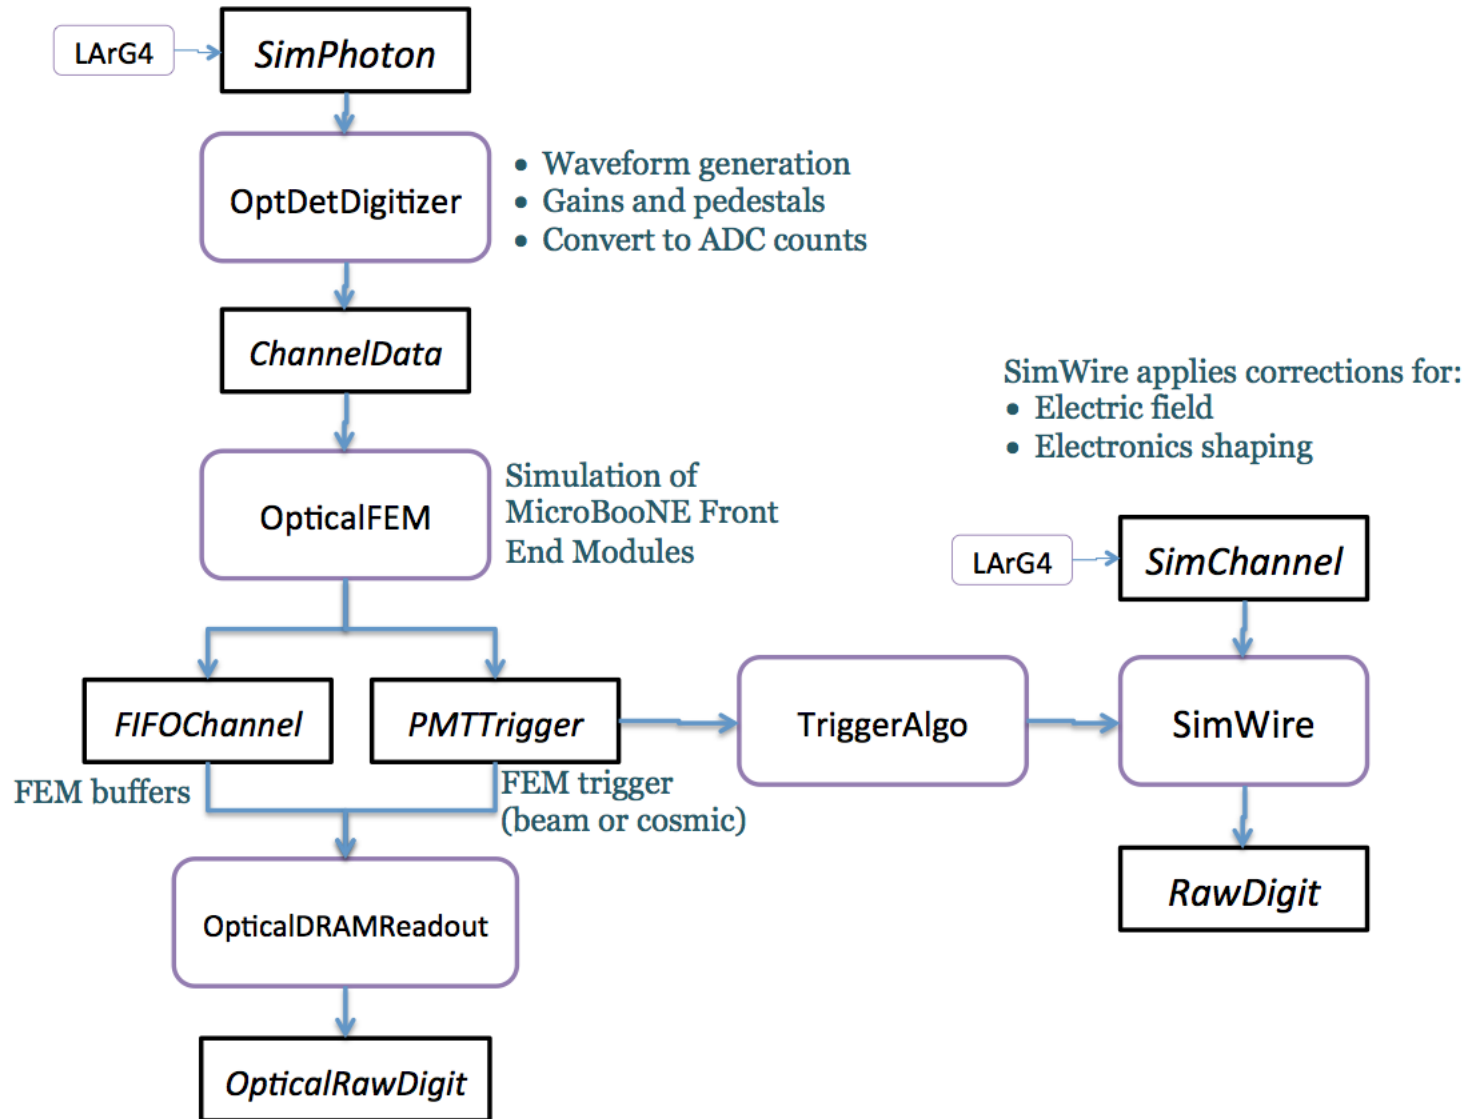 LArG4
SimPhoton
OptDetDigitizer
• Waveform generation
• Gains and pedestals
• Convert to ADC counts
ChannelData
SimWire applies corrections for:
• Electric field
• Electronics shaping
OpticalFEM
Simulation of
MicroBooNE Front
End Modules
LArG4
SimChannel
FIFOChannel
PMTTrigger
TriggerAlgo
SimWire
FEM buffers
FEM trigger
(beam or cosmic)
RawDigit
OpticalDRAMReadout
OpticalRawDigit